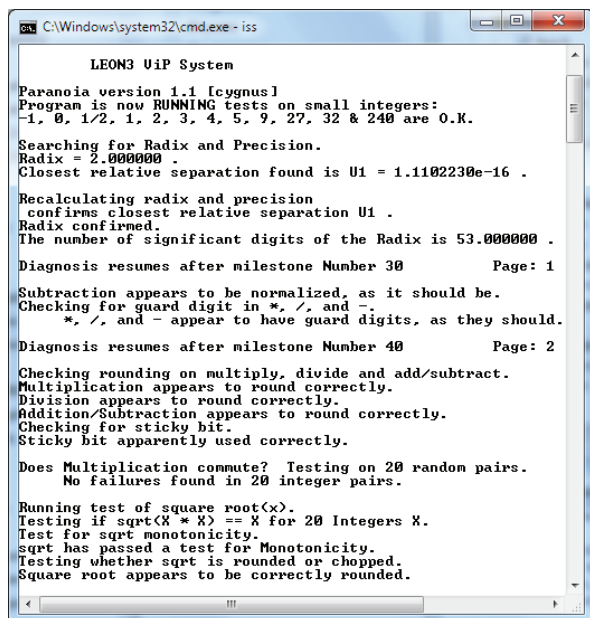 C:\Windows\system32\cmd.exe - iss
LEON3 ViP System
Paranoia version 1.1 [cygnus]
Program is now RUNNING tests on small integers:
-1, 0, 1/2, 1, 2, 3, 4, 5, 9, 27, 32 & 240 are O.K.
Searching for Radix and Precision.
Radix = 2.000000 .
Closest relative separation found is U1 = 1.1102230e-16 .
Recalculating radix and precision
confirms closest relative separation U1 .
Radix confirmed.
The number of significant digits of the Radix is 53.000000 .
Diagnosis resumes after milestone Number 30 Page: 1
Subtraction appears to be normalized, as it should be.
Checking for guard digit in *, /, and -.
*, /, and - appear to have guard digits, as they should.
Diagnosis resumes after milestone Number 40 Page: 2
Checking rounding on multiply, divide and add/subtract.
Multiplication appears to round correctly.
Division appears to round correctly.
Addition/Subtraction appears to round correctly.
Checking for sticky bit.
Sticky bit apparently used correctly.
Does Multiplication commute? Testing on 20 random pairs.
No failures found in 20 integer pairs.
Running test of square root(x).
Testing if sqrt(X * X) == X for 20 Integers X.
Test for sqrt monotonicity.
sqrt has passed a test for Monotonicity.
Testing whether sqrt is rounded or chopped.
Square root appears to be correctly rounded.